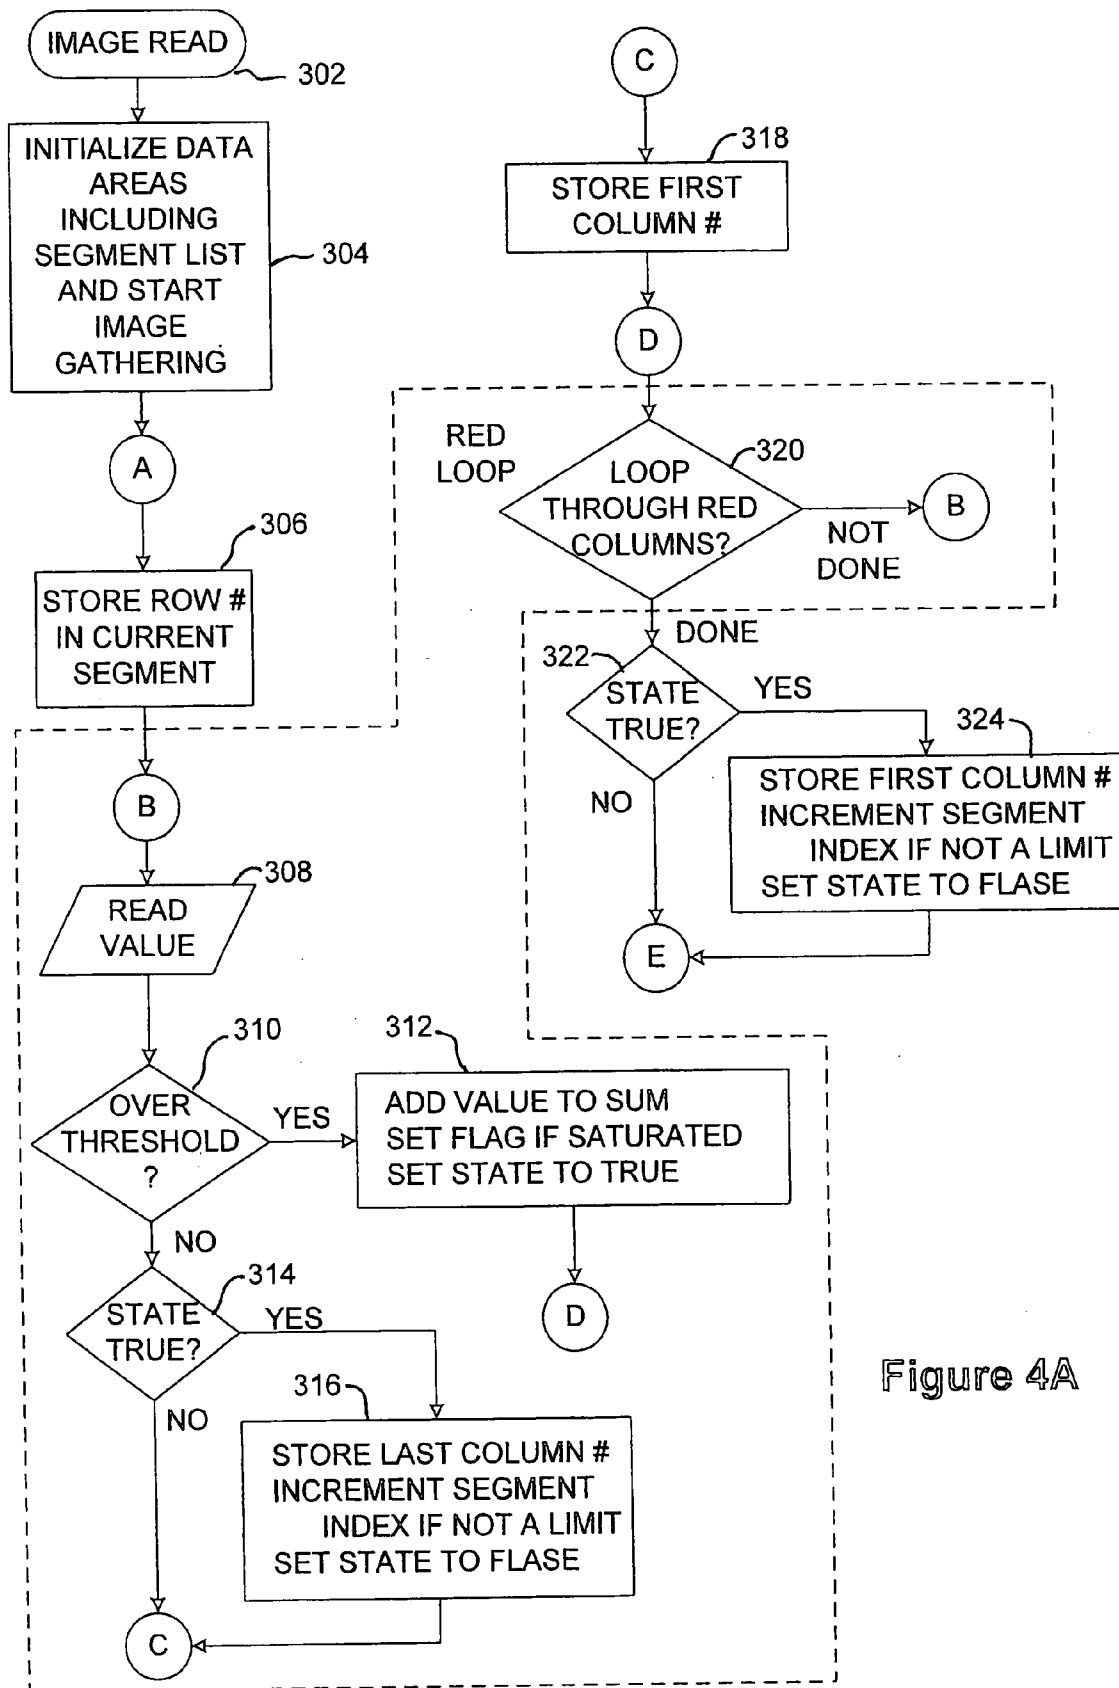 IMAGE READ
302
INITIALIZE DATA
AREAS
INCLUDING
SEGMENT LIST
AND START
IMAGE
GATHERING
304
A
306
STORE ROW #
IN CURRENT
SEGMENT
B
308
READ
VALUE
310
OVER
THRESHOLD
?
YES
NO
312
ADD VALUE TO SUM
SET FLAG IF SATURATED
SET STATE TO TRUE
D
314
STATE
TRUE?
YES
NO
316
STORE LAST COLUMN #
INCREMENT SEGMENT
INDEX IF NOT A LIMIT
SET STATE TO FLASE
C
C
318
STORE FIRST
COLUMN #
D
RED
LOOP
320
LOOP
THROUGH RED
COLUMNS?
NOT
DONE
B
DONE
322
STATE
TRUE?
YES
NO
324
STORE FIRST COLUMN #
INCREMENT SEGMENT
INDEX IF NOT A LIMIT
SET STATE TO FLASE
E
Figure 4A